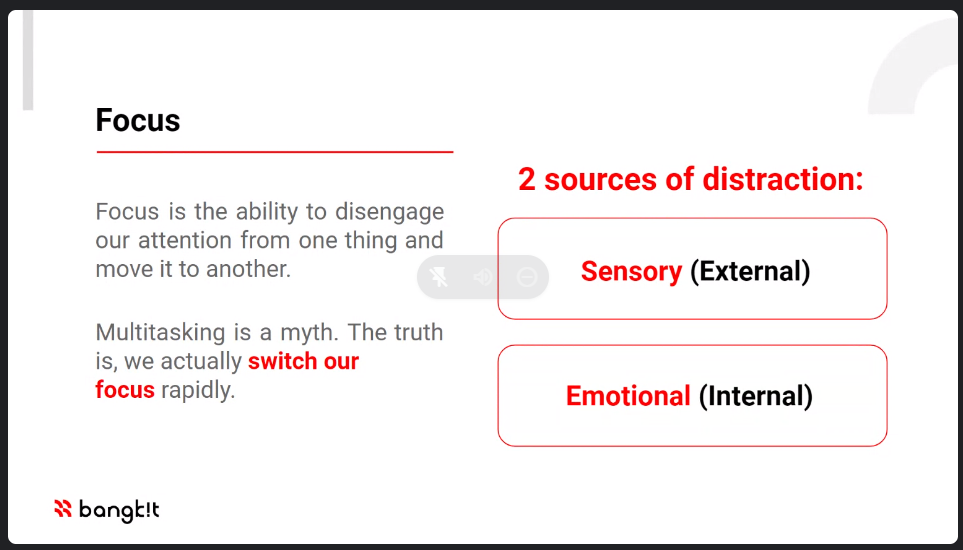 Focus
Focus is the ability to disengage
our attention from one thing and
move it to another.
Multitasking is a myth. The truth
is, we actually switch our
focus rapidly.
2 sources of distraction:
Sensory (External)
Emotional (Internal)
bangk!t